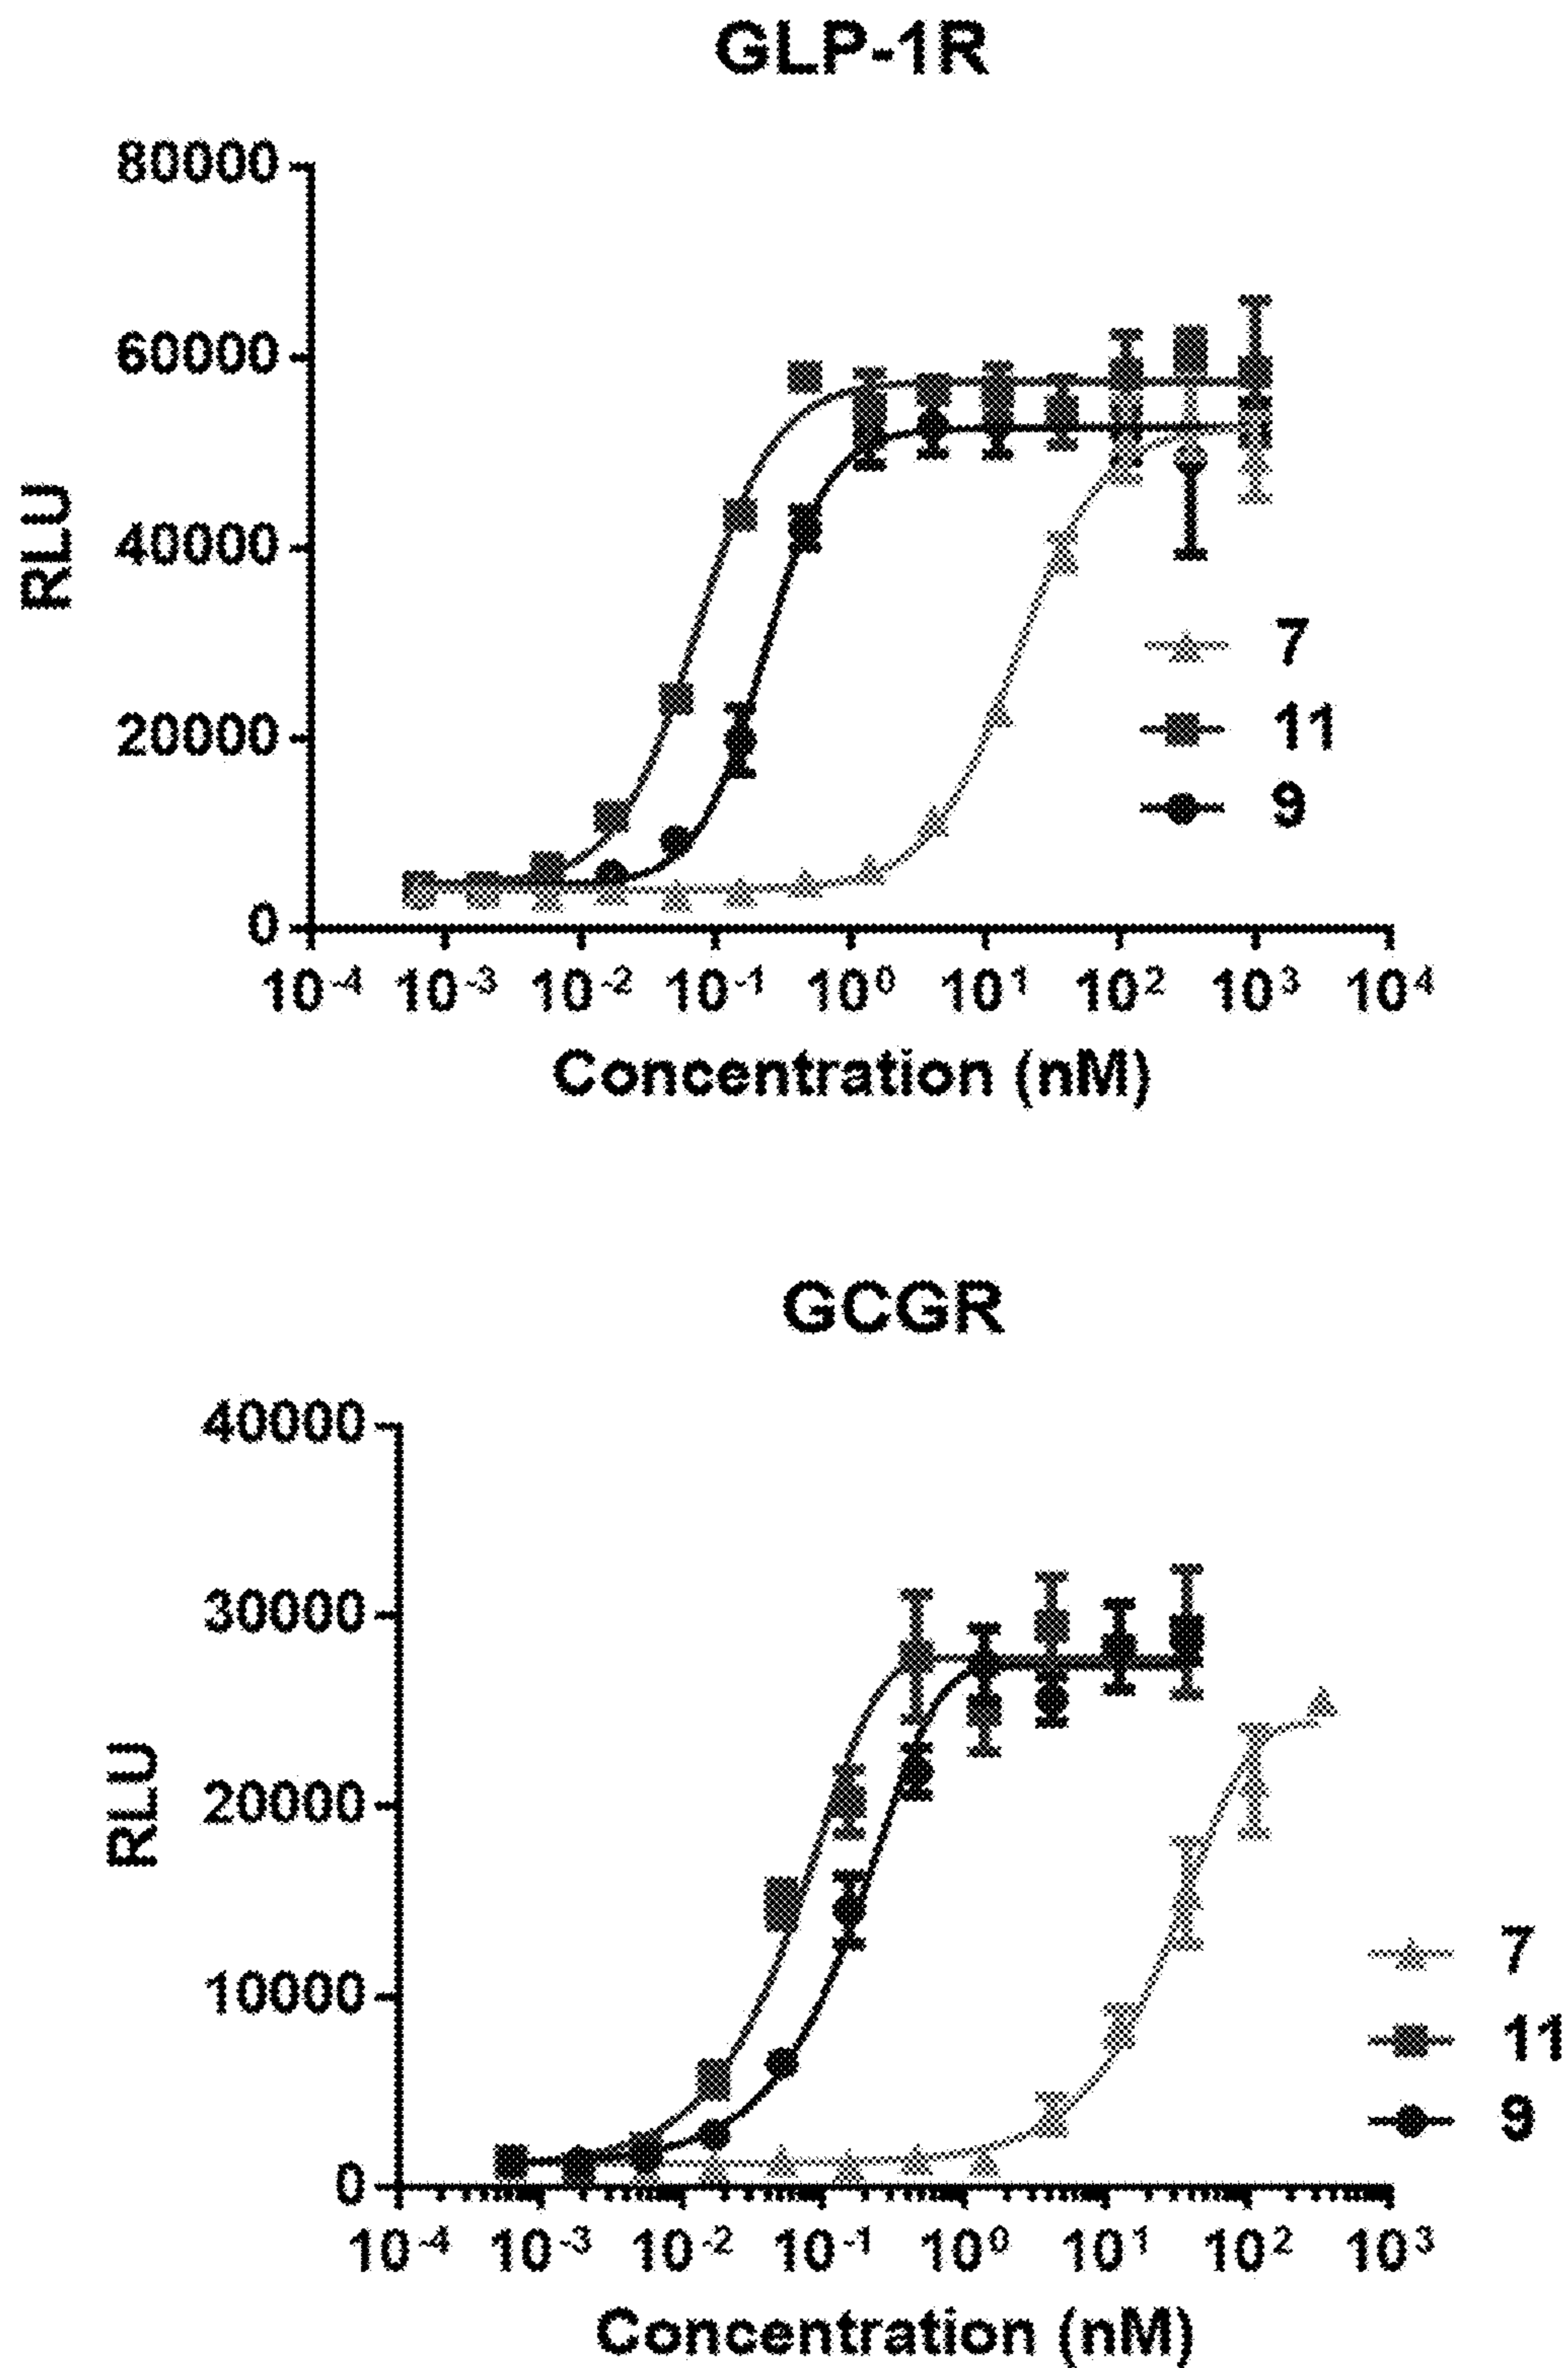 GLP-1R
80000
60000
40000
20000
0
RLU
7
11
9
10⁻⁴ 10⁻³ 10⁻² 10⁻¹ 10⁰ 10¹ 10² 10³ 10⁴
Concentration (nM)
GCGR
40000
30000
20000
10000
0
RLU
7
11
9
10⁻⁴ 10⁻³ 10⁻² 10⁻¹ 10⁰ 10¹ 10² 10³
Concentration (nM)